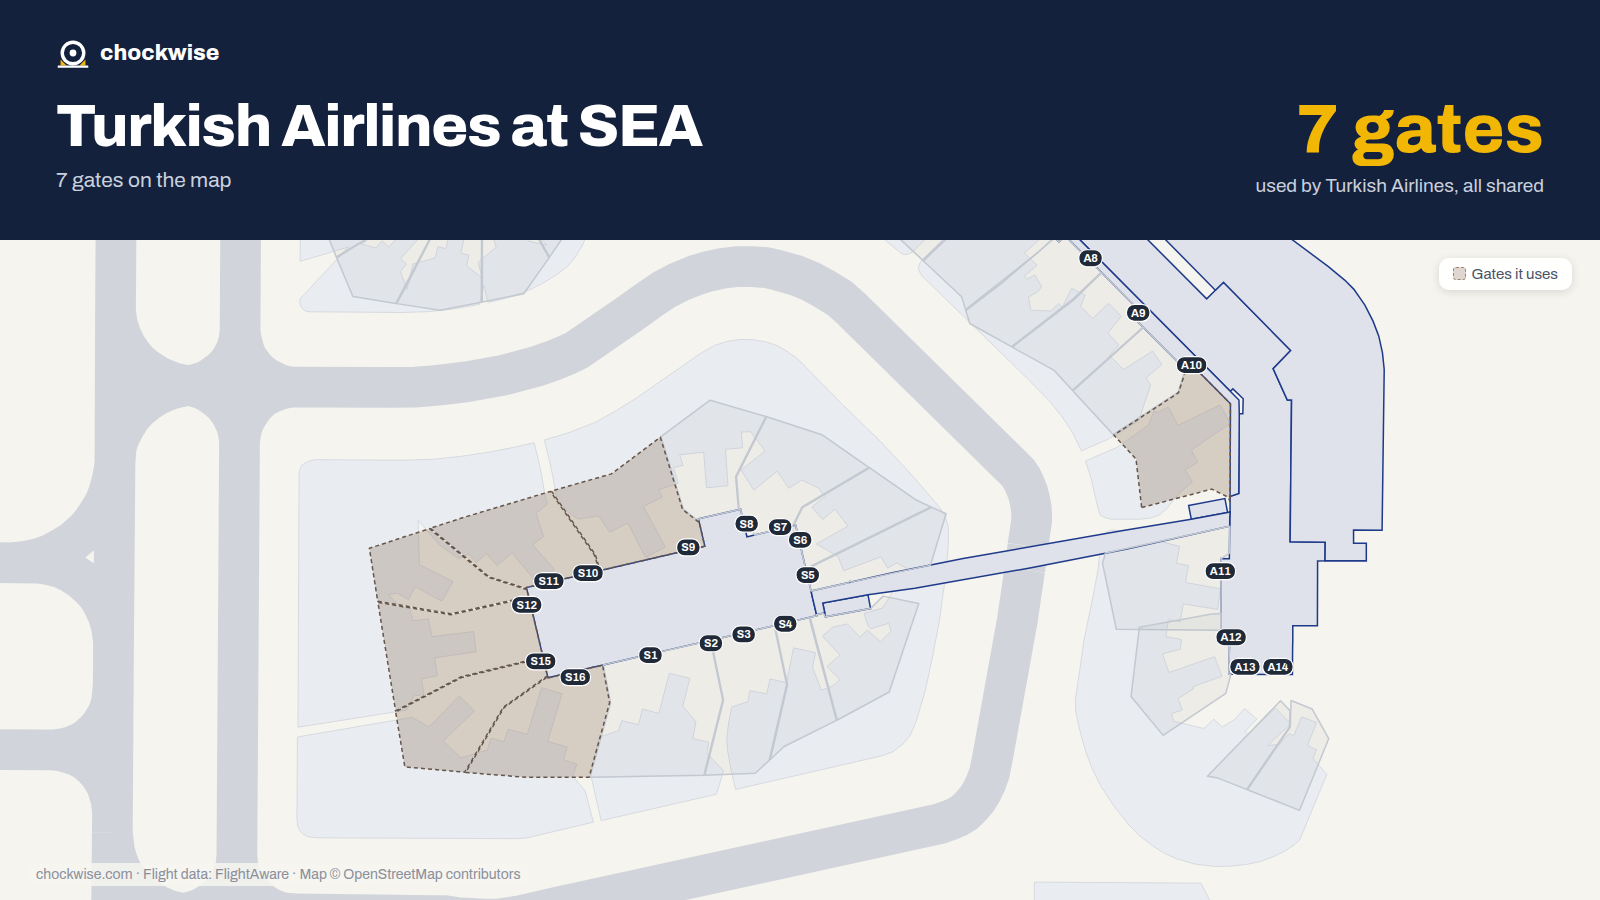 chockwise
Turkish Airlines at SEA
7 gates on the map
7 gates
used by Turkish Airlines, all shared
Gates it uses
A8
A9
A10
S8
S7
S6
S9
S5
S10
S11
S12
A11
S4
S3
S2
S1
A12
S15
S16
A13
A14
chockwise.com · Flight data: FlightAware · Map © OpenStreetMap contributors